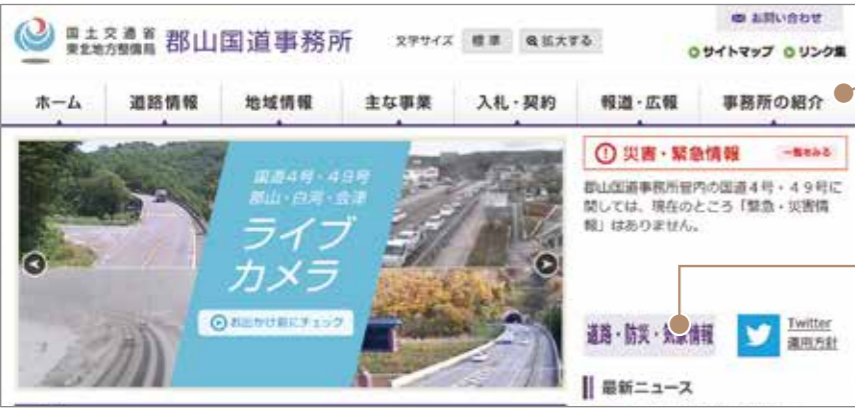 お問い合わせ
国土交通省
東北地方整備局
郡山国道事務所
文字サイズ 標準 拡大する
サイトマップ リンク集
ホーム 道路情報 地域情報 主な事業 入札・契約 報道・広報 事務所の紹介
国道4号・49号
郡山・白河・会津
ライブ
カメラ
お出かけ前にチェック
災害・緊急情報 一覧をみる
郡山国道事務所管内の国道4号・49号に
関しては、現在のところ「緊急・災害情
報」はありません。
道路・防災・気象情報
Twitter
運用方針
最新ニュース